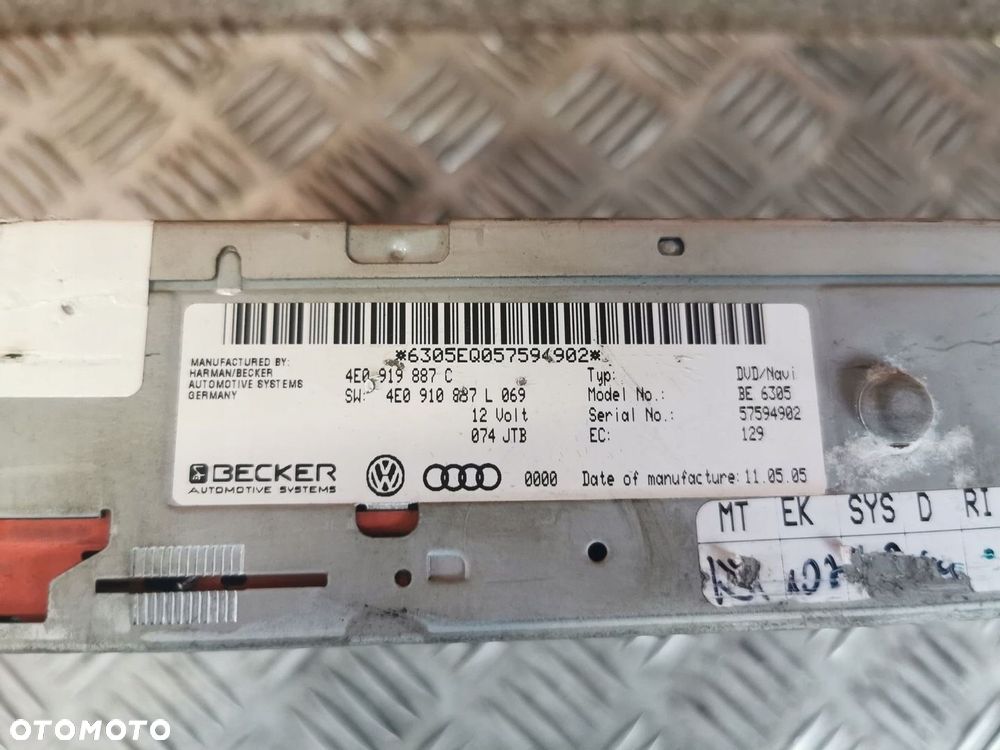 *6305EQ057594902*
MANUFACTURED BY:
HARMAN/BECKER
AUTOMOTIVE SYSTEMS
GERMANY
4E0 919 887 C
SW: 4E0 910 887 L 069
12 Volt
074 JTB
Typ: DVD/Navi
Model No.: BE 6305
Serial No.: 57594902
EC: 129
BECKER
AUTOMOTIVE SYSTEMS
0000 Date of manufacture: 11.05.05
MT EK SYS D RI
OTOMOTO